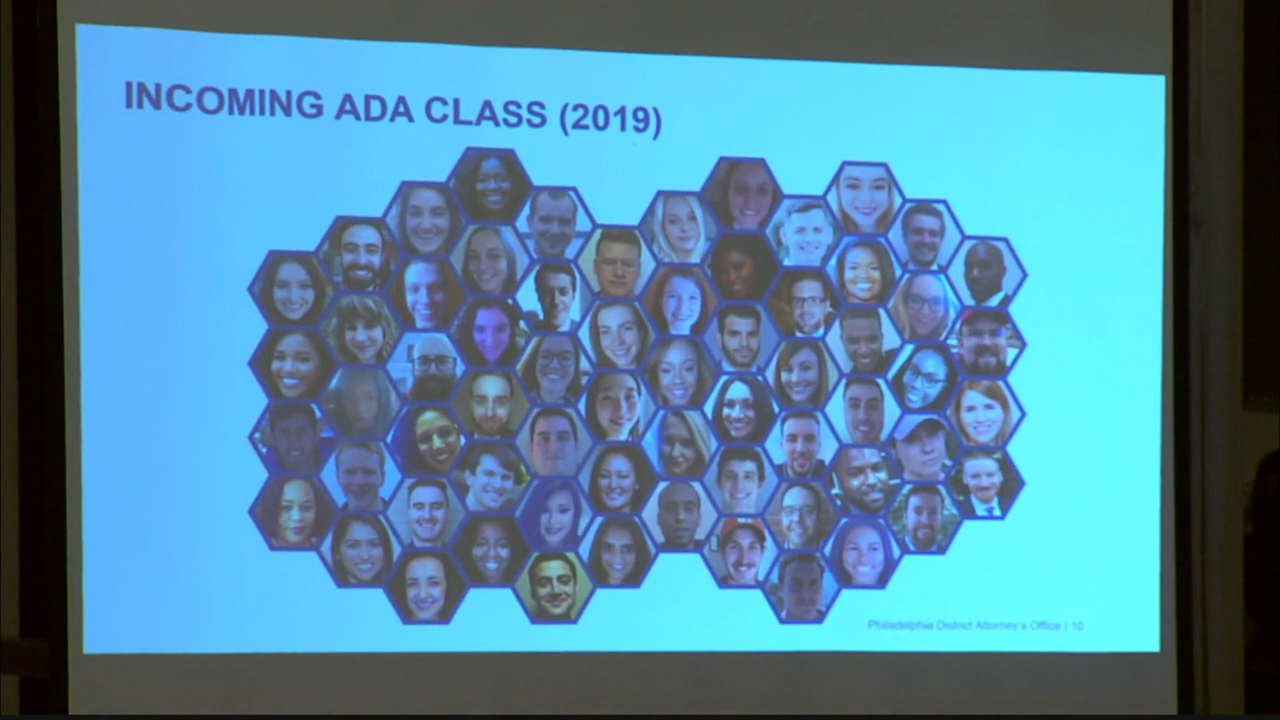 INCOMING ADA CLASS (2019)
Philadelphia District Attorney's Office | 10